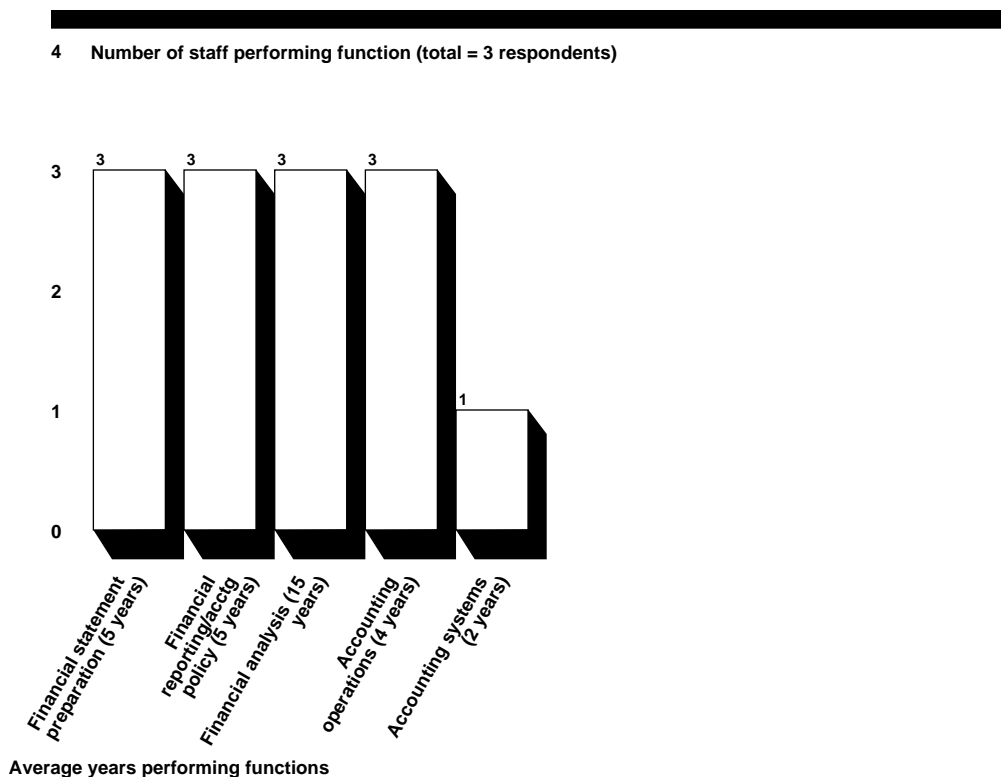 4 Number of staff performing function (total = 3 respondents)
3
2
1
0
3
3
3
3
1
Financial statement
preparation (5 years)
Financial
reporting/acctg
policy (5 years)
Financial analysis (15
years)
Accounting
operations (4 years)
Accounting systems
(2 years)
Average years performing functions